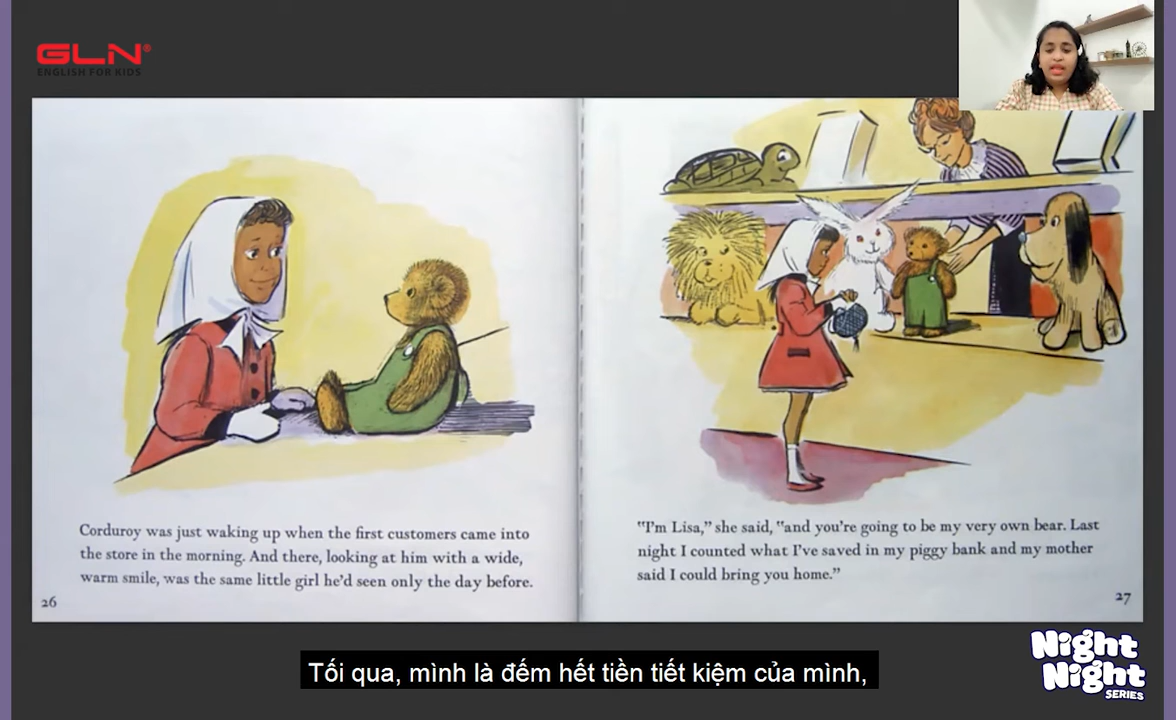 GLN®
ENGLISH FOR KIDS
Corduroy was just waking up when the first customers came into
the store in the morning. And there, looking at him with a wide,
warm smile, was the same little girl he'd seen only the day before.
26
"I'm Lisa," she said, "and you're going to be my very own bear. Last
night I counted what I've saved in my piggy bank and my mother
said I could bring you home."
27
Tối qua, mình là đếm hết tiền tiết kiệm của mình,
Night
Night
SERIES